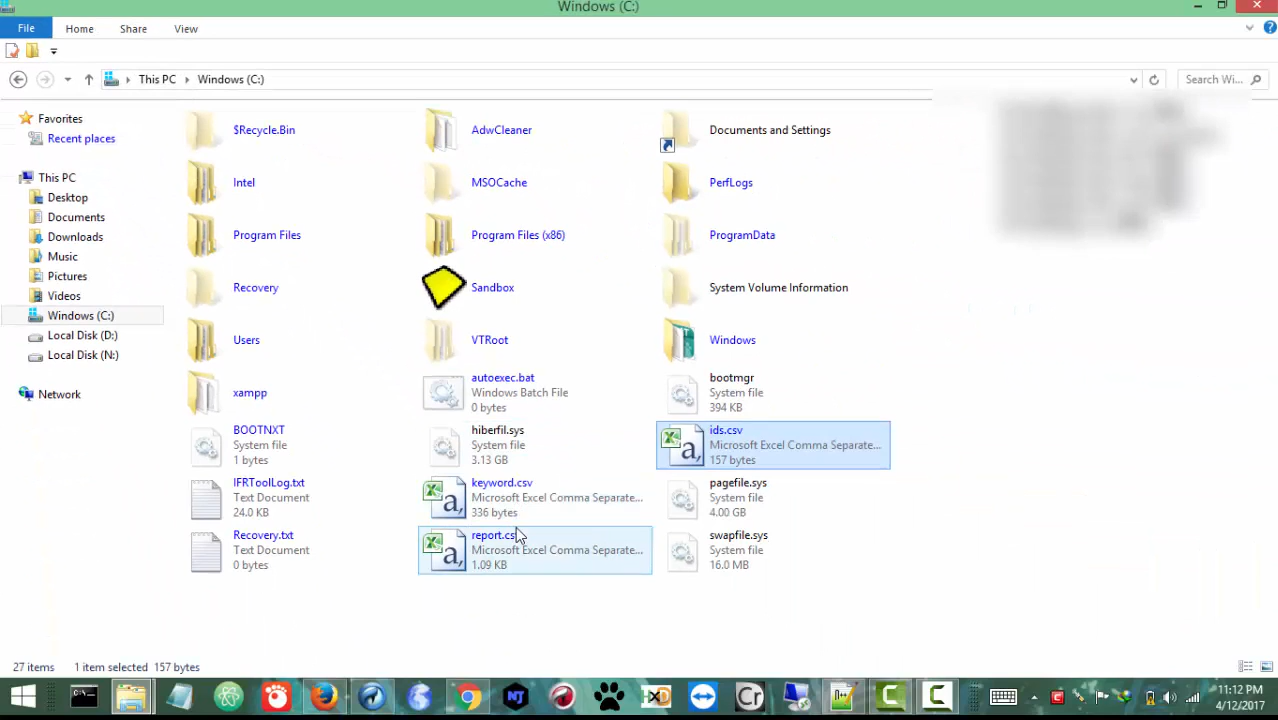 Windows (C:)
File
Home
Share
View
This PC
Windows (C:)
Search Wi...
Favorites
Recent places
This PC
Desktop
Documents
Downloads
Music
Pictures
Videos
Windows (C:)
Local Disk (D:)
Local Disk (N:)
Network
$Recycle.Bin
AdwCleaner
Documents and Settings
Intel
MSOCache
PerfLogs
Program Files
Program Files (x86)
ProgramData
Recovery
Sandbox
System Volume Information
Users
VTRoot
Windows
xampp
autoexec.bat
Windows Batch File
0 bytes
bootmgr
System file
394 KB
BOOTNXT
System file
1 bytes
hiberfil.sys
System file
3.13 GB
ids.csv
Microsoft Excel Comma Separate...
157 bytes
IFRToolLog.txt
Text Document
24.0 KB
keyword.csv
Microsoft Excel Comma Separate...
336 bytes
pagefile.sys
System file
4.00 GB
Recovery.txt
Text Document
0 bytes
report.cs
Microsoft Excel Comma Separate...
1.09 KB
swapfile.sys
System file
16.0 MB
27 items
1 item selected
157 bytes
11:12 PM
4/12/2017